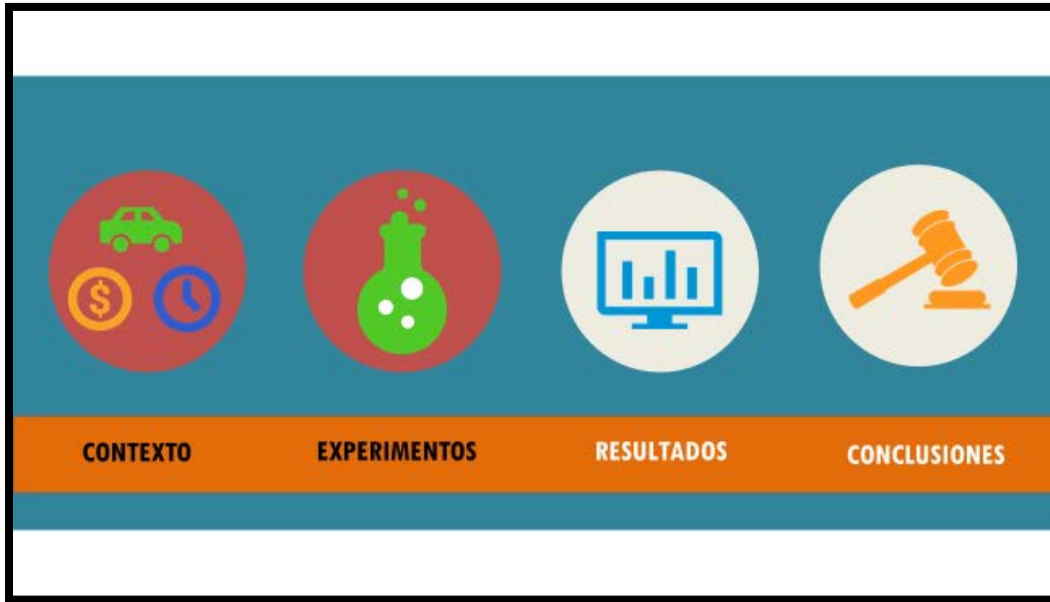 $
CONTEXTO
EXPERIMENTOS
RESULTADOS
CONCLUSIONES